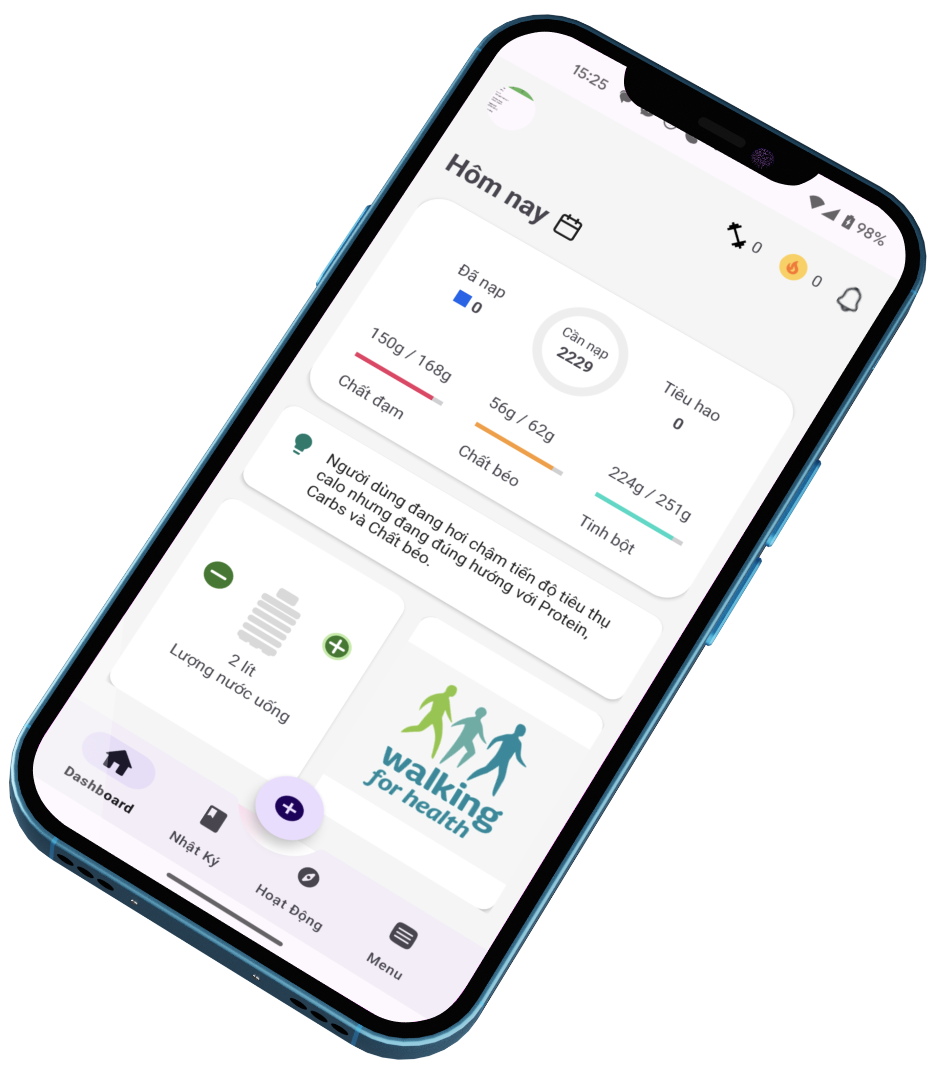 15:25
98%
Hôm nay
0
0
Đã nạp
0
Cần nạp
2229
Tiêu hao
0
150g / 168g
Chất đạm
56g / 62g
Chất béo
224g / 251g
Tinh bột
Người dùng đang hơi chậm tiến độ tiêu thụ
calo nhưng đang đúng hướng với Protein,
Carbs và Chất béo.
2 lít
Lượng nước uống
walking
for health
Dashboard
Nhật Ký
Hoạt Động
Menu